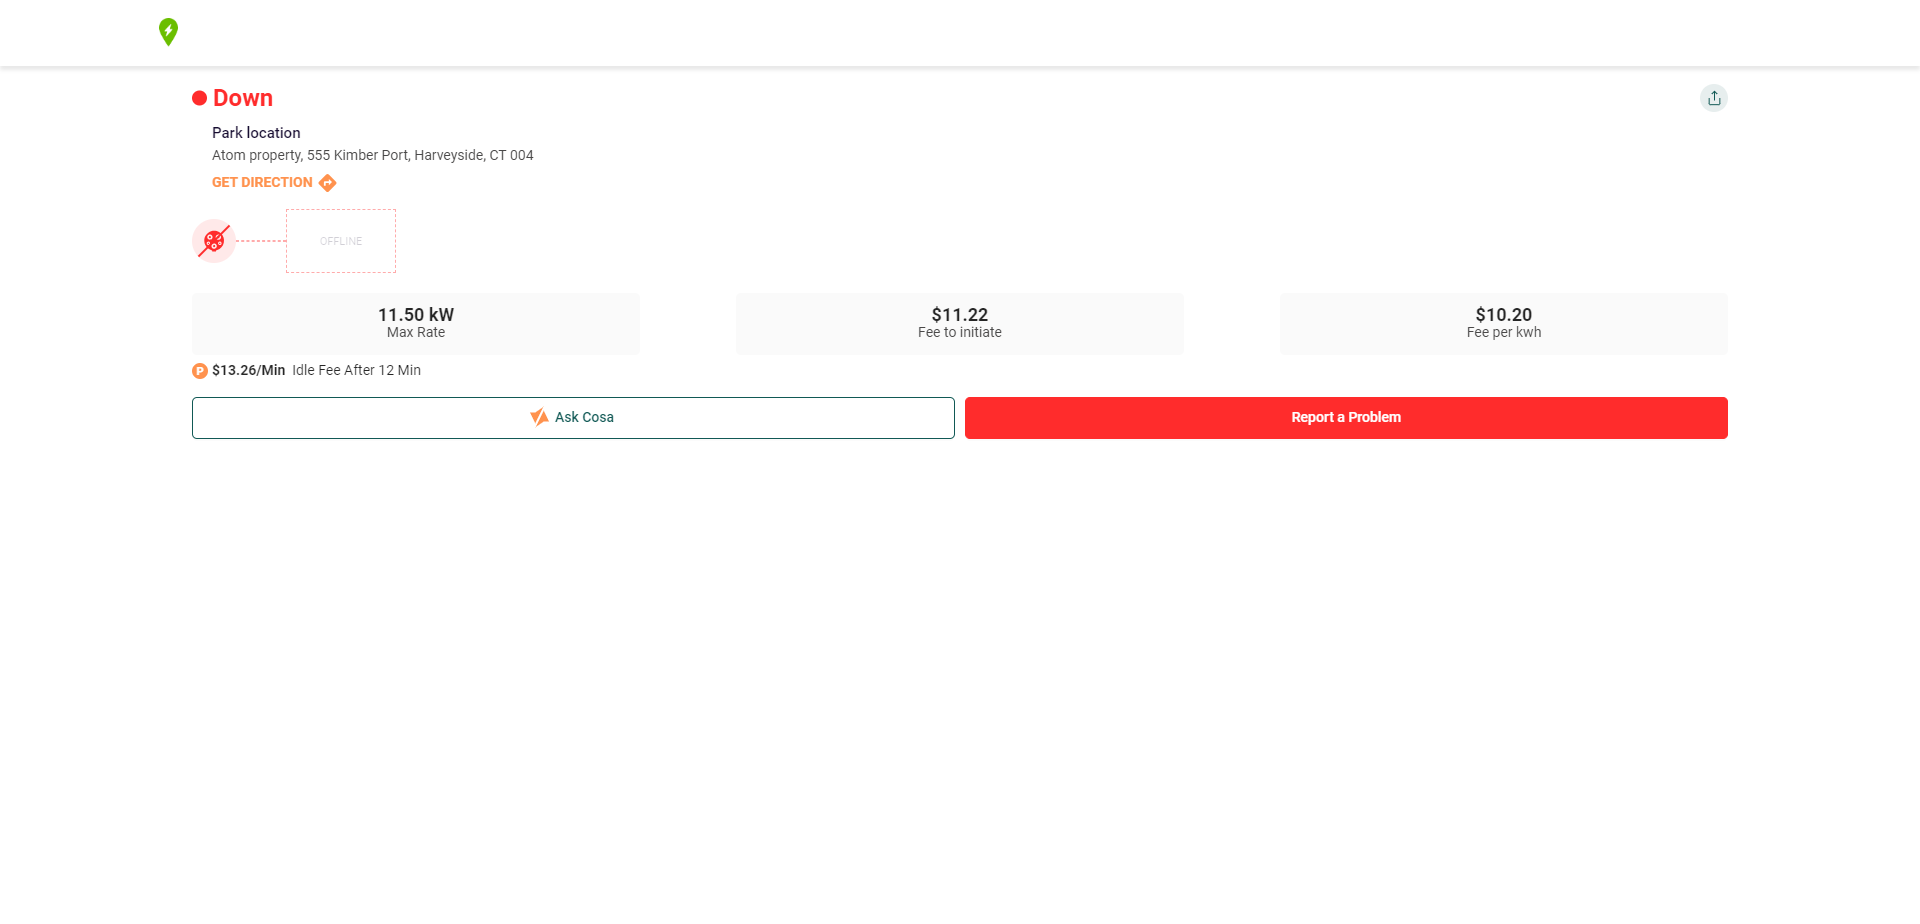 Down
Park location
Atom property, 555 Kimber Port, Harveyside, CT 004
GET DIRECTION
OFFLINE
11.50 kW
Max Rate
$11.22
Fee to initiate
$10.20
Fee per kwh
P $13.26/Min Idle Fee After 12 Min
Ask Cosa
Report a Problem